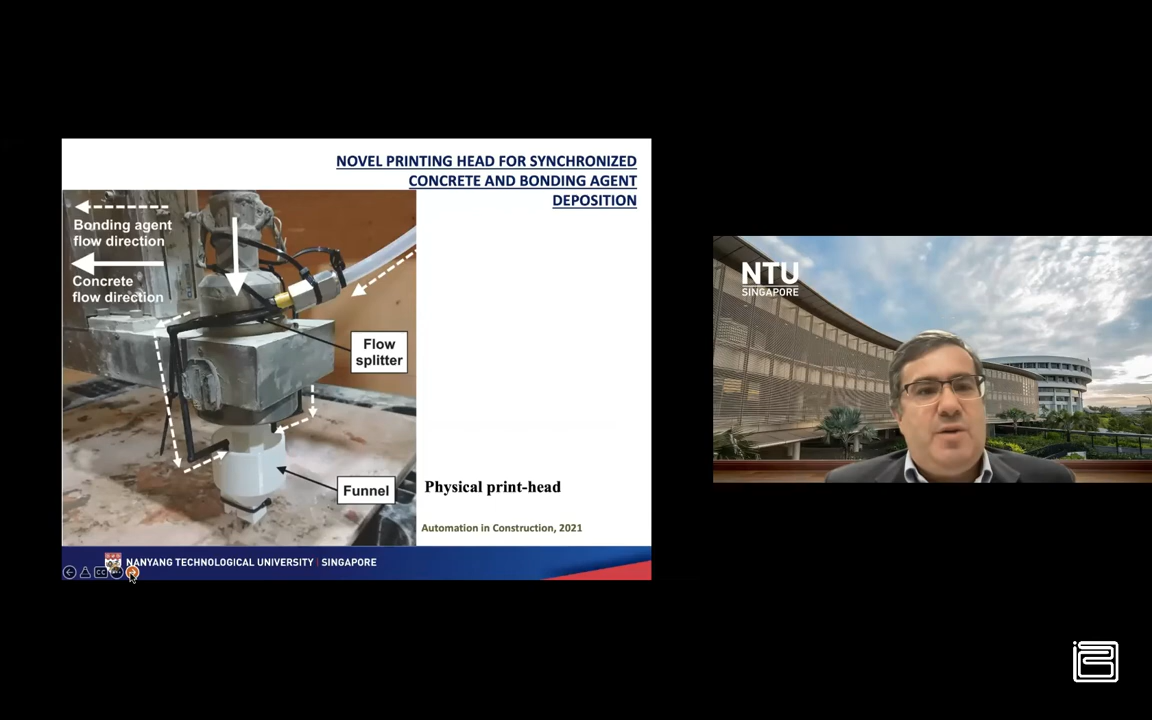 NOVEL PRINTING HEAD FOR SYNCHRONIZED
CONCRETE AND BONDING AGENT
DEPOSITION
Bonding agent
flow direction
Concrete
flow direction
Flow
splitter
Funnel
Physical print-head
Automation in Construction, 2021
NANYANG TECHNOLOGICAL UNIVERSITY | SINGAPORE
CC
NTU
SINGAPORE